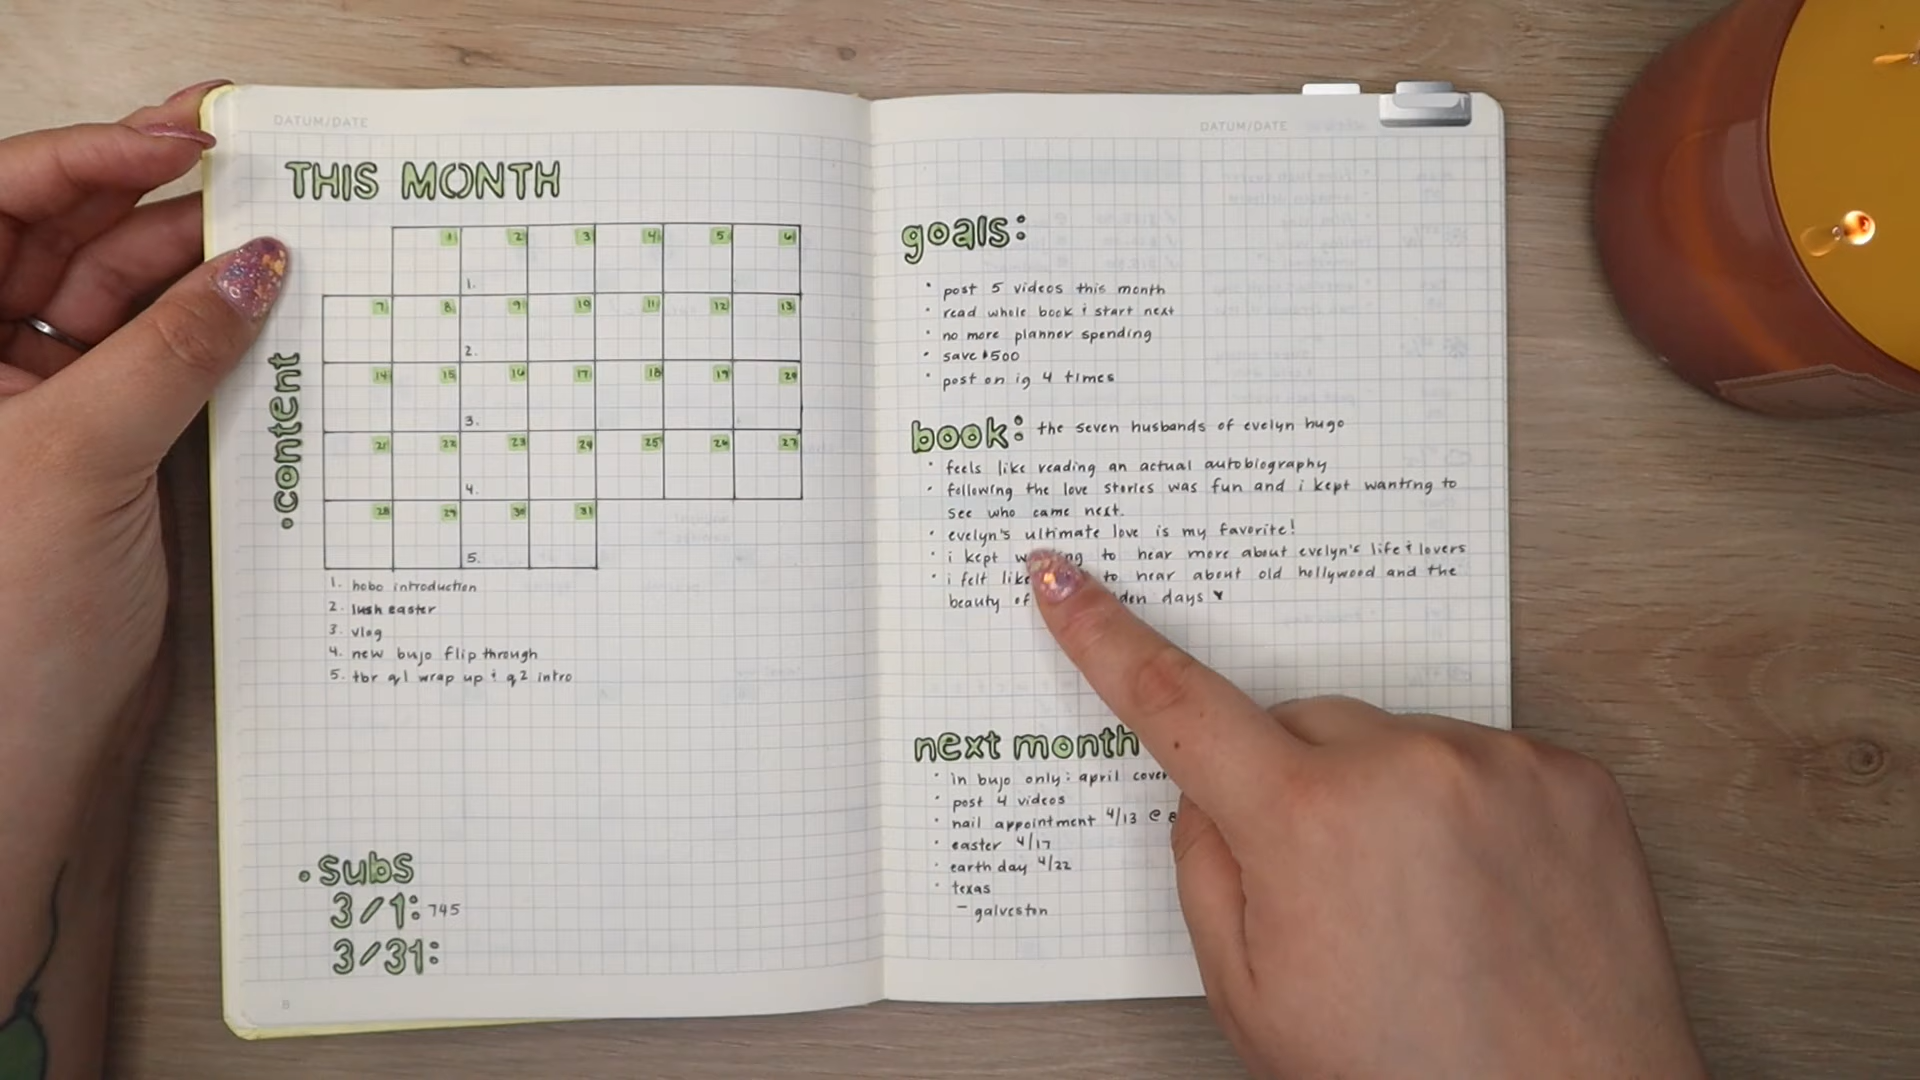 DATUM/DATE
THIS MONTH
1 2 3 4 5 6
1.
7 8 9 10 11 12 13
2.
14 15 16 17 18 19 20
3.
21 22 23 24 25 26 27
4.
28 29 30 31
5.
• content
1. hobo introduction
2. lush easter
3. vlog
4. new bujo flip through
5. tbr q1 wrap up + q2 intro
• subs
3/1: 745
3/31:
8
DATUM/DATE
goals:
• post 5 videos this month
• read whole book + start next
• no more planner spending
• save $500
• post on ig 4 times
book: the seven husbands of evelyn hugo
• feels like reading an actual autobiography
• following the love stories was fun and i kept wanting to
see who came next.
• evelyn's ultimate love is my favorite!
• i kept to hear more about evelyn's life + lovers
• i felt like to hear about old hollywood and the
beauty of days ♥
next month
• in bujo only: april cover
• post 4 videos
• nail appointment 4/13 @ 8
• easter 4/17
• earth day 4/22
• texas
– galveston